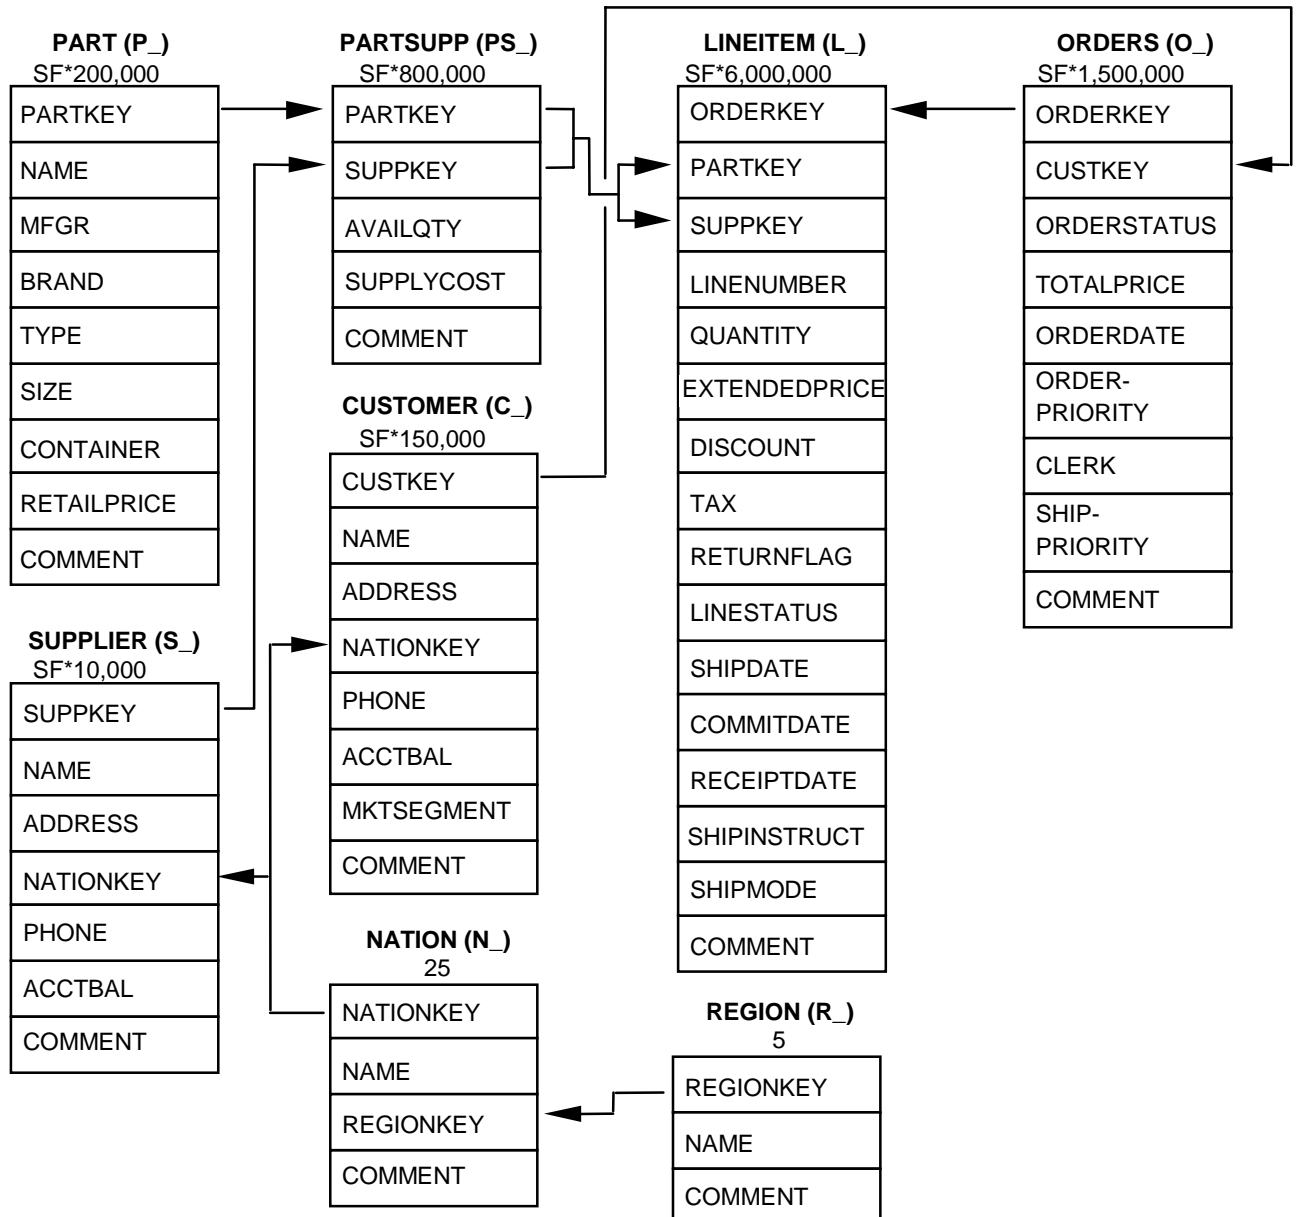 PART (P_)
SF*200,000
PARTKEY
NAME
MFGR
BRAND
TYPE
SIZE
CONTAINER
RETAILPRICE
COMMENT
SUPPLIER (S_)
SF*10,000
SUPPKEY
NAME
ADDRESS
NATIONKEY
PHONE
ACCTBAL
COMMENT
PARTSUPP (PS_)
SF*800,000
PARTKEY
SUPPKEY
AVAILQTY
SUPPLYCOST
COMMENT
CUSTOMER (C_)
SF*150,000
CUSTKEY
NAME
ADDRESS
NATIONKEY
PHONE
ACCTBAL
MKTSEGMENT
COMMENT
NATION (N_)
25
NATIONKEY
NAME
REGIONKEY
COMMENT
LINEITEM (L_)
SF*6,000,000
ORDERKEY
PARTKEY
SUPPKEY
LINENUMBER
QUANTITY
EXTENDEDPRICE
DISCOUNT
TAX
RETURNFLAG
LINESTATUS
SHIPDATE
COMMITDATE
RECEIPTDATE
SHIPINSTRUCT
SHIPMODE
COMMENT
REGION (R_)
5
REGIONKEY
NAME
COMMENT
ORDERS (O_)
SF*1,500,000
ORDERKEY
CUSTKEY
ORDERSTATUS
TOTALPRICE
ORDERDATE
ORDER-
PRIORITY
CLERK
SHIP-
PRIORITY
COMMENT